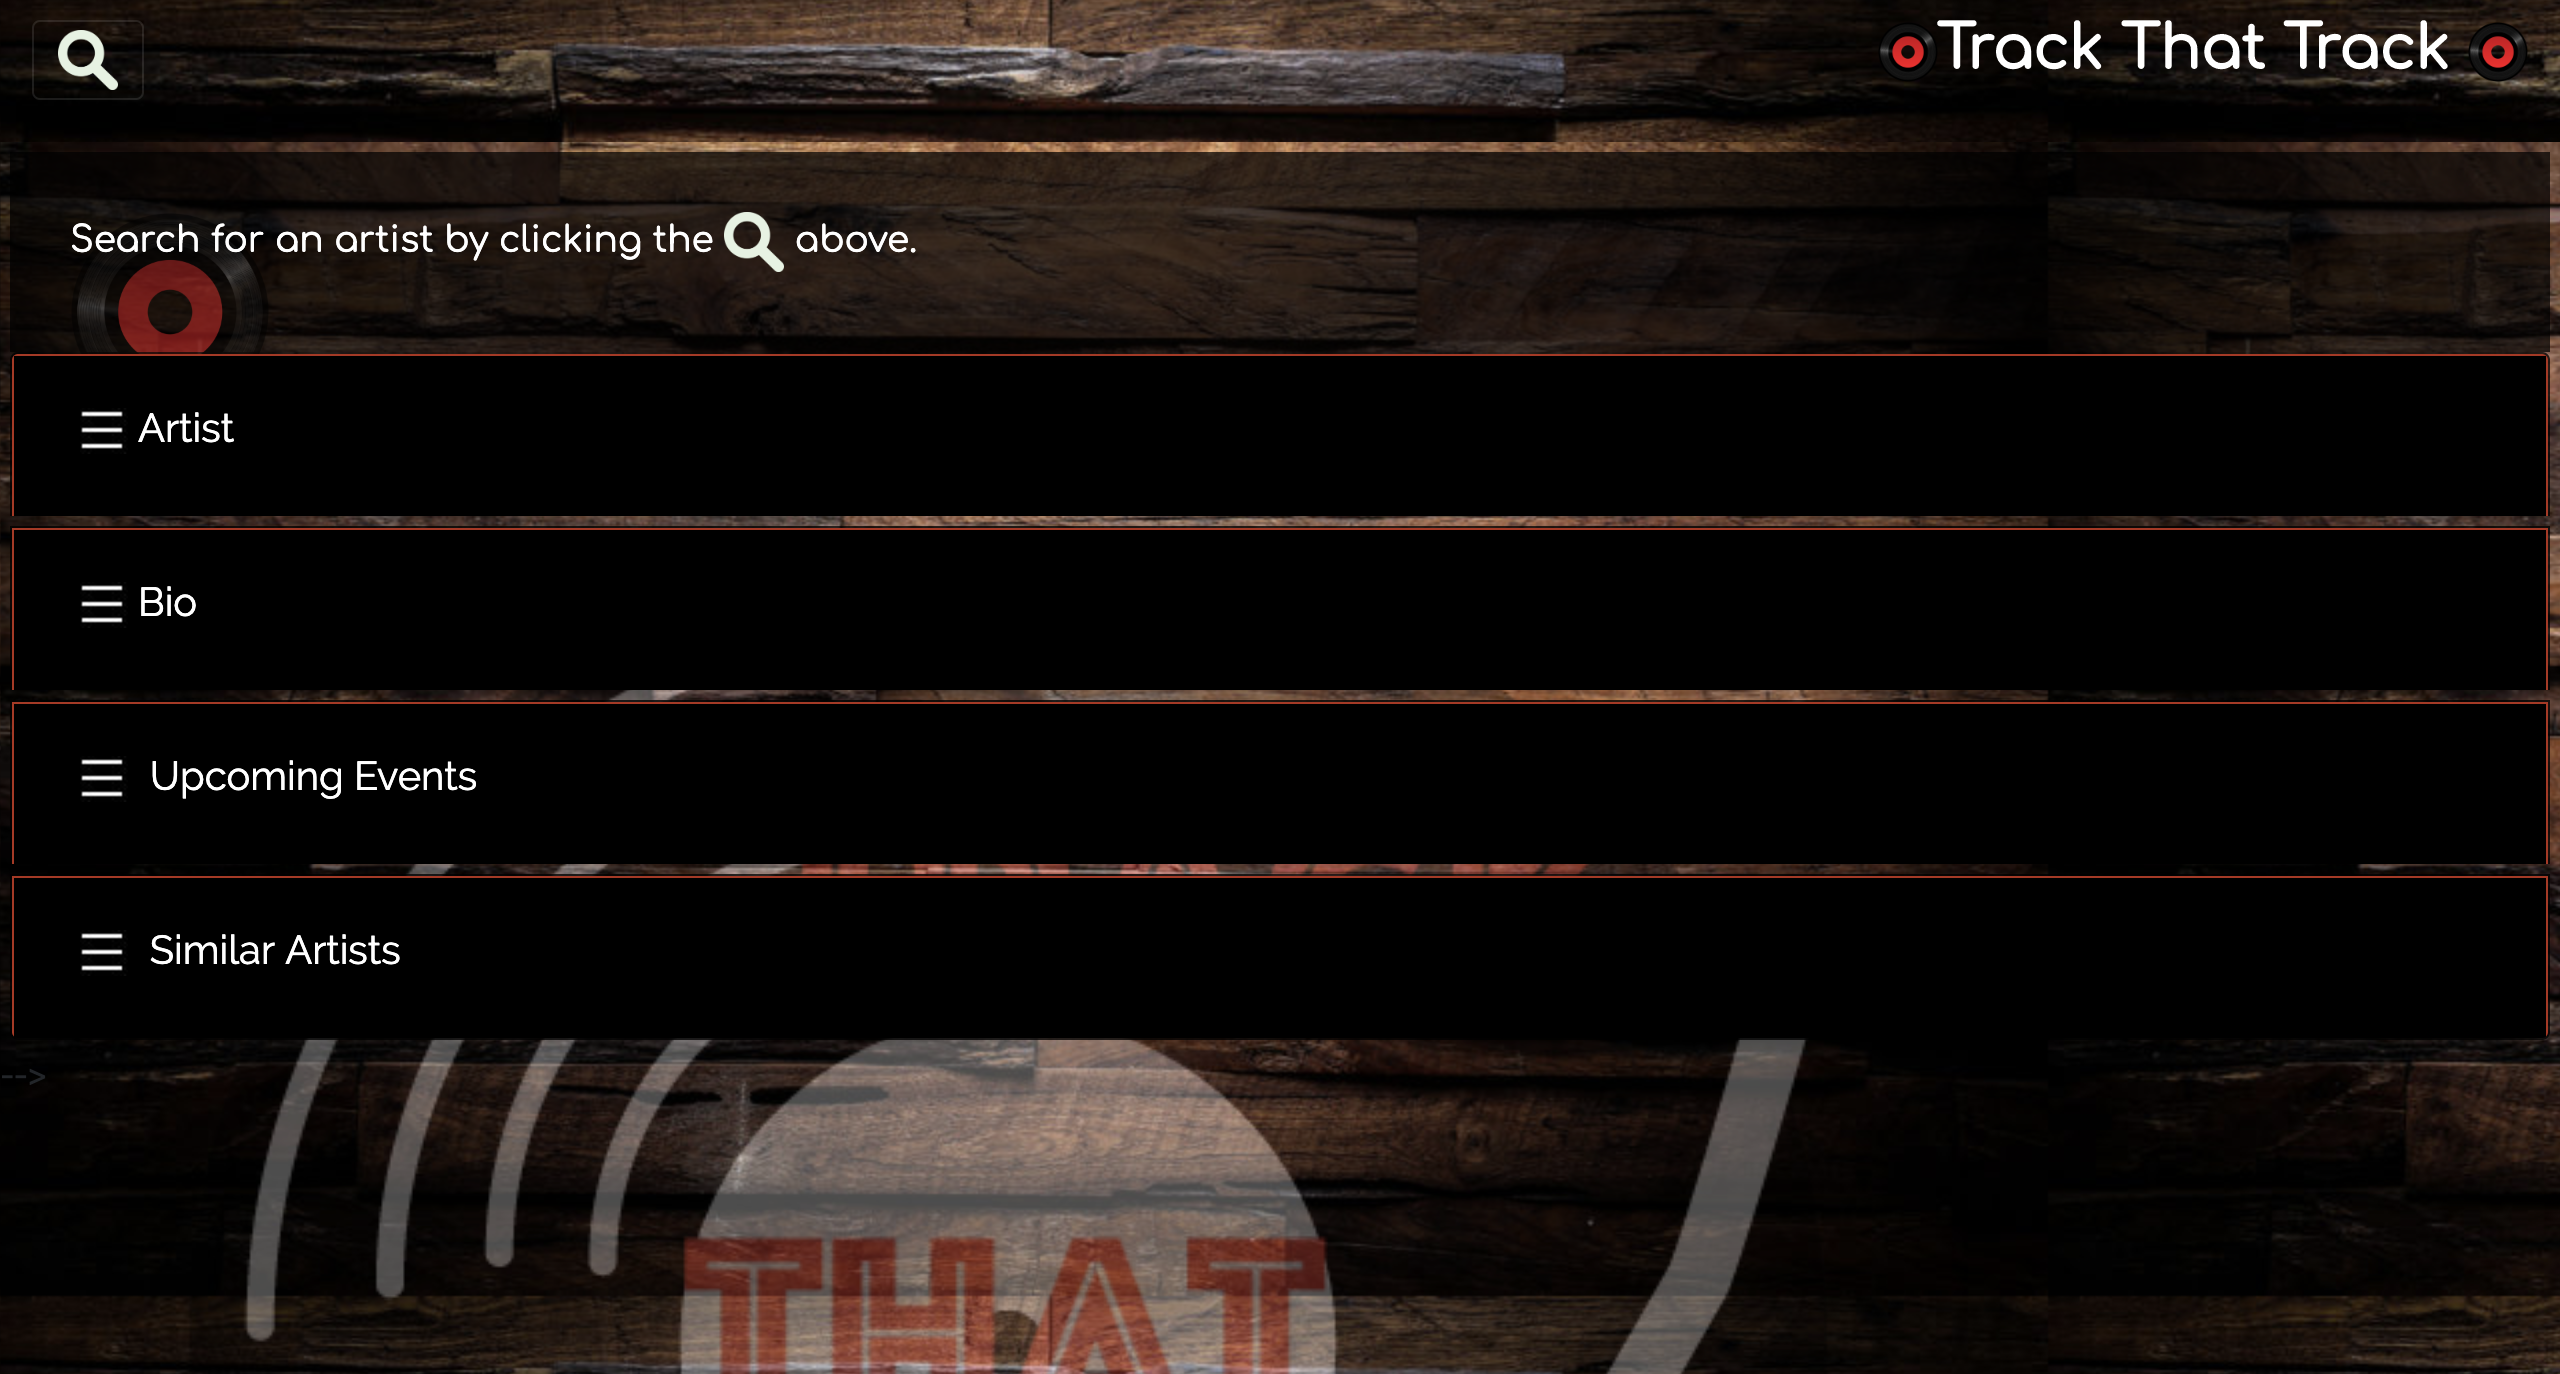 Track That Track
Search for an artist by clicking the above.
Artist
Bio
Upcoming Events
Similar Artists
-->
THAT